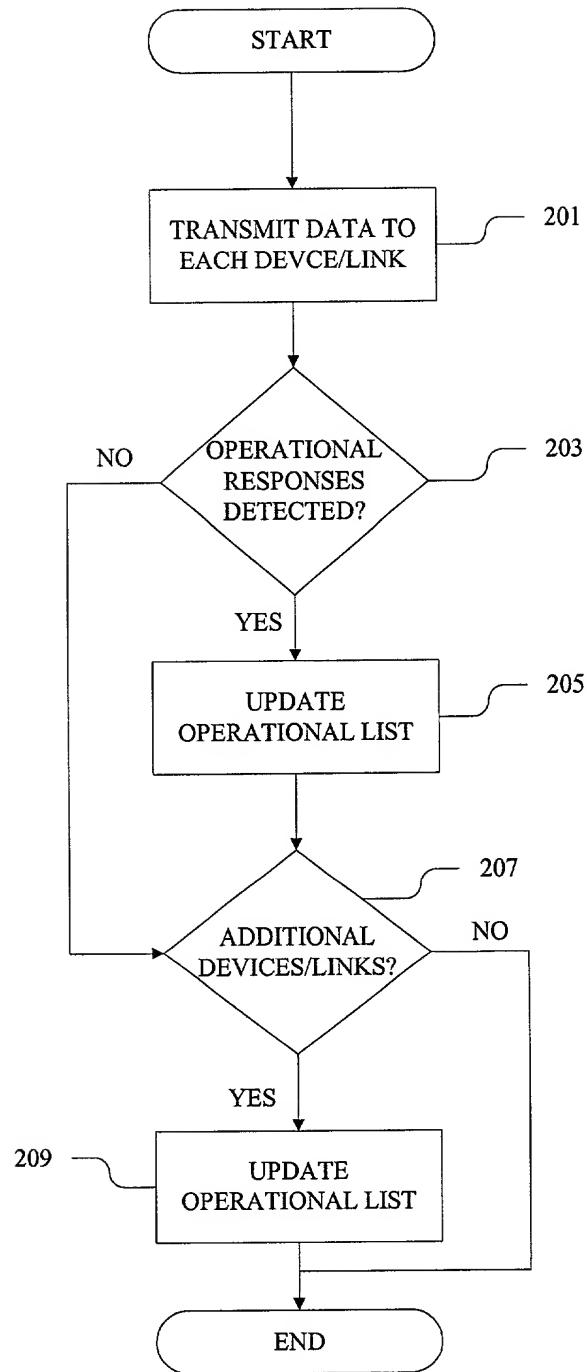 START
TRANSMIT DATA TO
EACH DEVCE/LINK
201
OPERATIONAL
RESPONSES
DETECTED?
203
NO
YES
UPDATE
OPERATIONAL LIST
205
207
ADDITIONAL
DEVICES/LINKS?
NO
YES
209
UPDATE
OPERATIONAL LIST
END